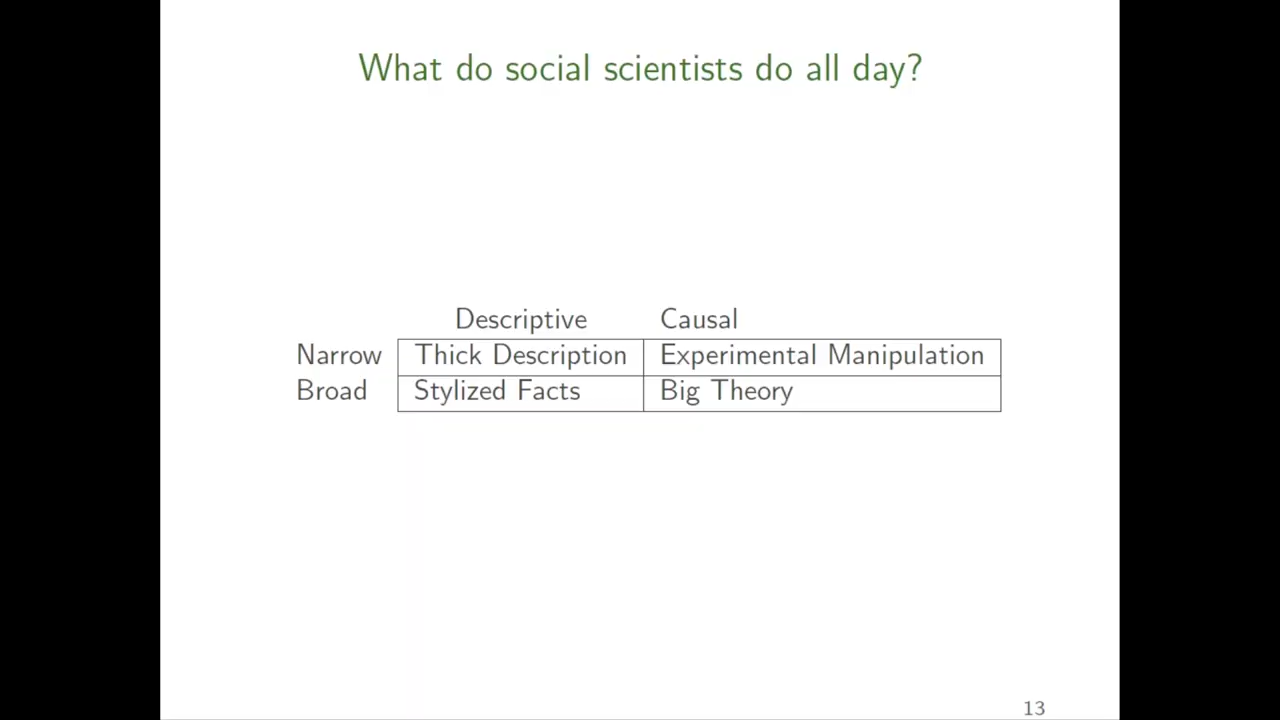 What do social scientists do all day?
Descriptive Causal
Narrow Thick Description Experimental Manipulation
Broad Stylized Facts Big Theory
13